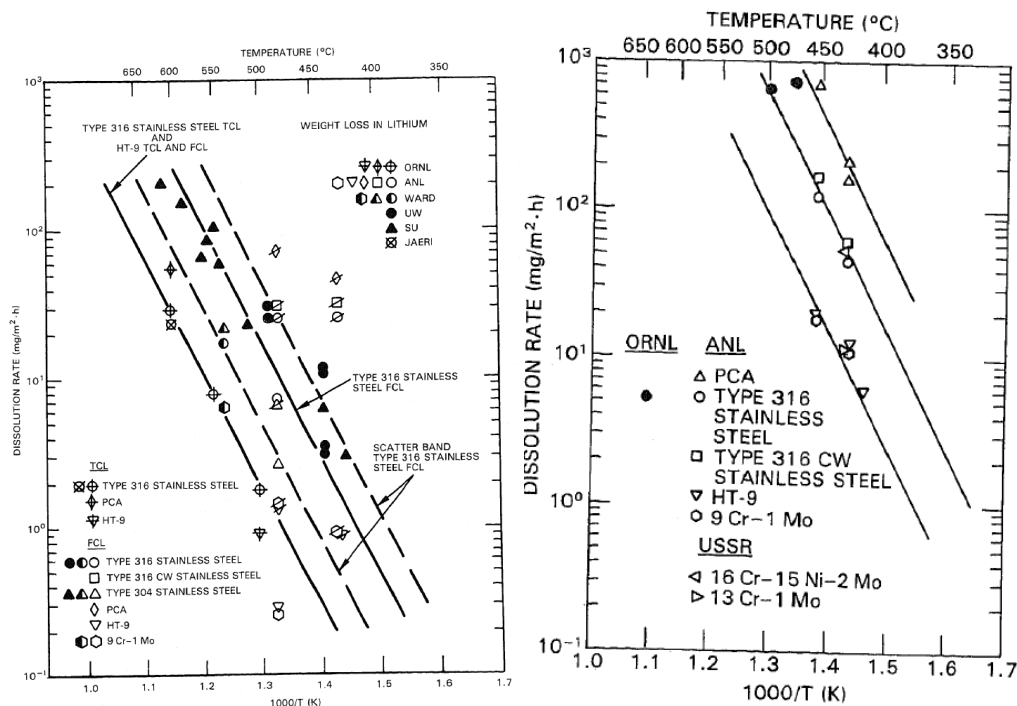 TEMPERATURE (°C)
650 600 550 500 450 400 350
10³
TYPE 316 STAINLESS STEEL TCL
AND
HT-9 TCL AND FCL
WEIGHT LOSS IN LITHIUM
ORNL
ANL
WARD
UW
SU
JAERI
10²
DISSOLUTION RATE (mg/m²·h)
10¹
TYPE 316 STAINLESS
STEEL FCL
SCATTER BAND
TYPE 316 STAINLESS
STEEL FCL
TCL
TYPE 316 STAINLESS STEEL
PCA
HT-9
10⁰
FCL
TYPE 316 STAINLESS STEEL
TYPE 316 CW STAINLESS STEEL
TYPE 304 STAINLESS STEEL
PCA
HT-9
9 Cr-1 Mo
10⁻¹
1.0 1.1 1.2 1.3 1.4 1.5 1.6 1.7
1000/T (K)
TEMPERATURE (°C)
650 600 550 500 450 400 350
10³
10²
DISSOLUTION RATE (mg/m²·h)
ORNL ANL
10¹
PCA
TYPE 316
STAINLESS
STEEL
TYPE 316 CW
STAINLESS STEEL
HT-9
10⁰
9 Cr-1 Mo
USSR
16 Cr-15 Ni-2 Mo
13 Cr-1 Mo
10⁻¹
1.0 1.1 1.2 1.3 1.4 1.5 1.6 1.7
1000/T (K)